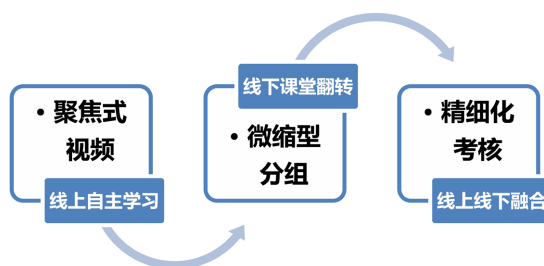 • 聚焦式
视频
线上自主学习
线下课堂翻转
• 微缩型
分组
• 精细化
考核
线上线下融合